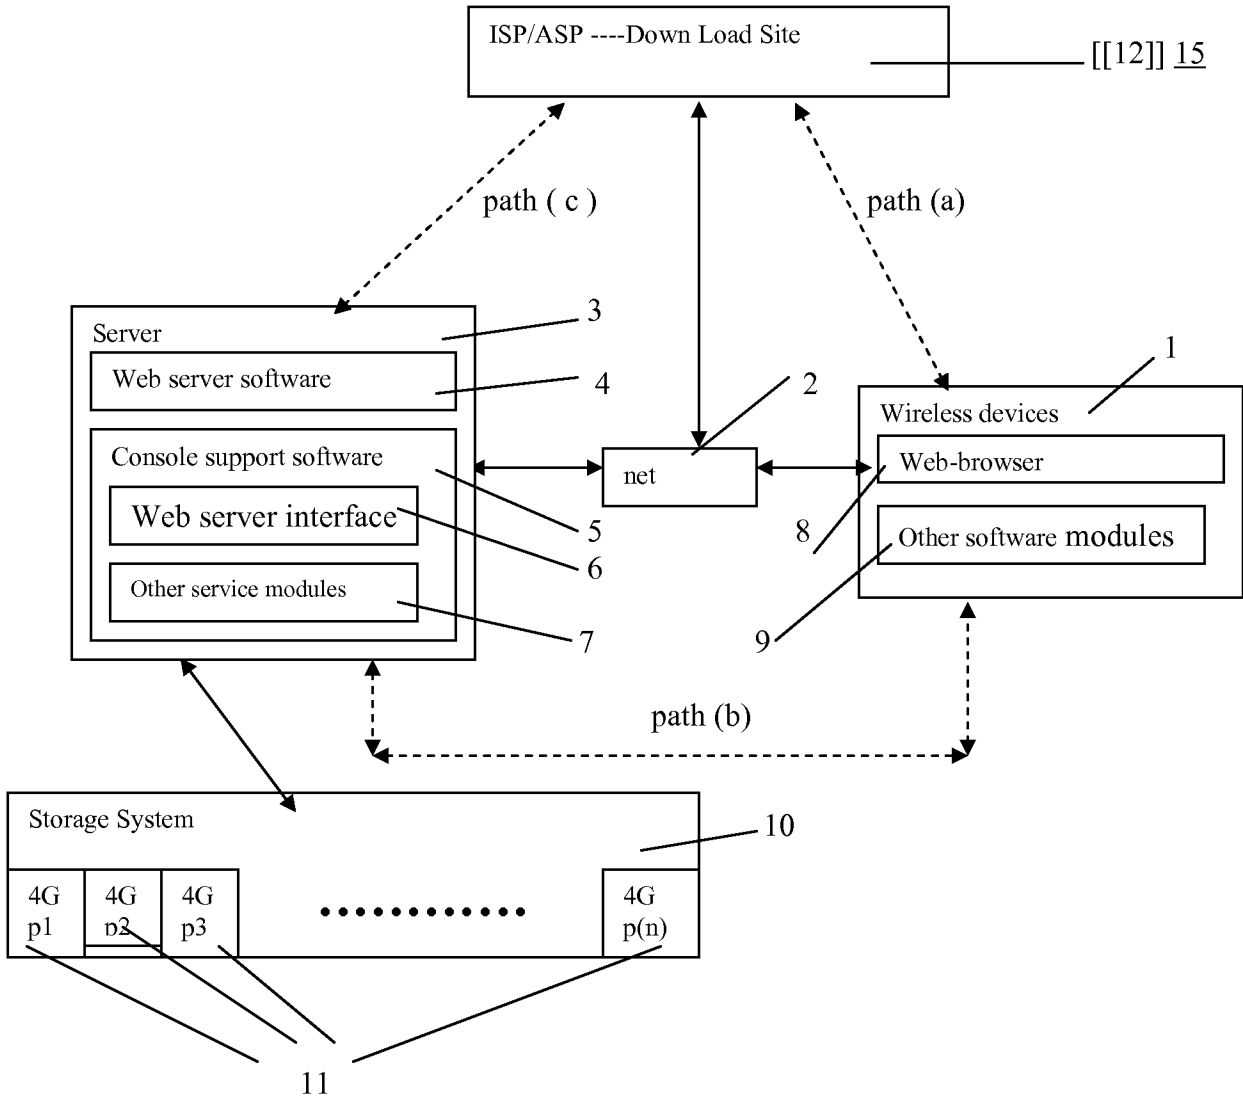 ISP/ASP ----Down Load Site
[[12]] 15
path ( c )
path (a)
3
Server
Web server software
4
2
1
Wireless devices
Console support software
net
Web-browser
Web server interface
5
8
Other software modules
6
Other service modules
7
9
path (b)
Storage System
10
4G
p1
4G
p2
4G
p3
............
4G
p(n)
11